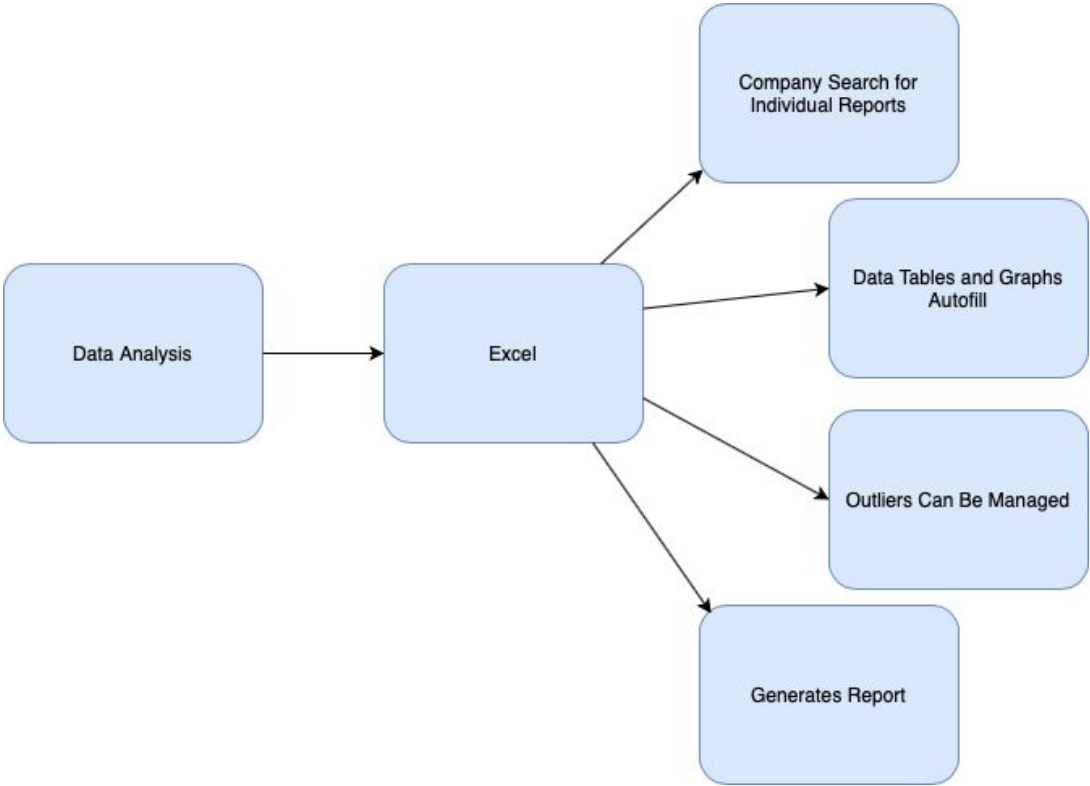 Company Search for
Individual Reports
Data Tables and Graphs
Autofill
Data Analysis
Excel
Outliers Can Be Managed
Generates Report